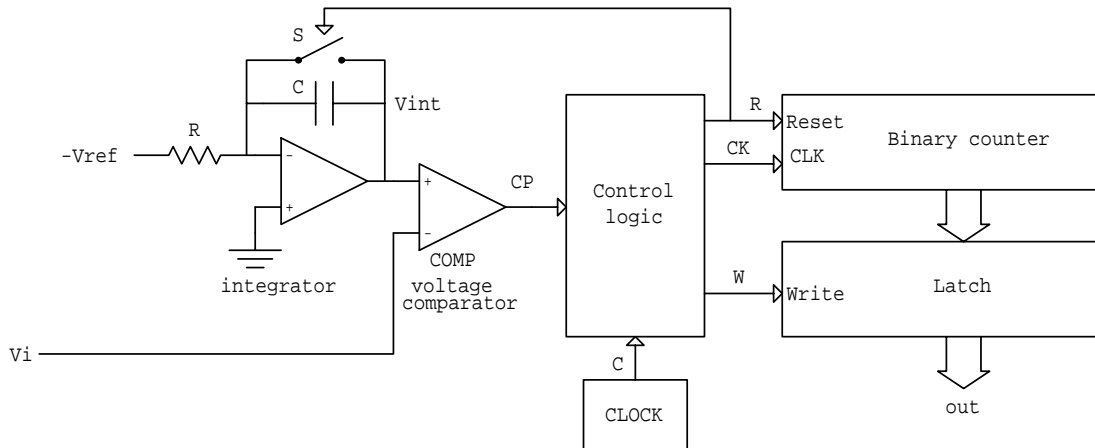 S
C
Vint
R
-Vref
-
+
integrator
+
-
COMP
voltage
comparator
CP
Vi
Control
logic
R
CK
W
C
CLOCK
Reset
CLK
Binary counter
Write
Latch
out